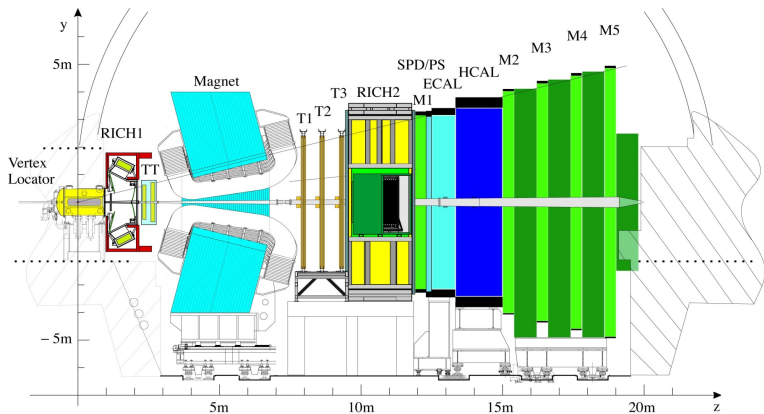 y
M5
M4
M3
M2
5m
SPD/PS
HCAL
ECAL
Magnet
T3
RICH2
M1
T2
T1
RICH1
TT
Vertex
Locator
− 5m
5m
10m
15m
20m
z